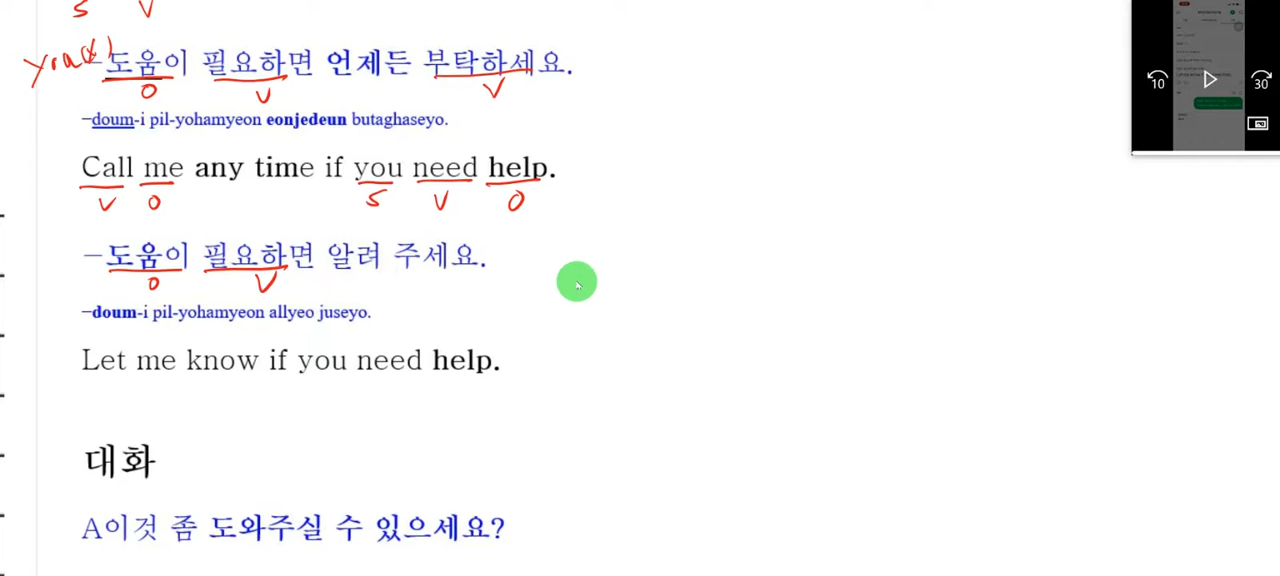 S V
–도움이 필요하면 언제든 부탁하세요.
O V V
–doum-i pil-yohamyeon eonjedeun butaghaseyo.
Call me any time if you need help.
V O S V O
–도움이 필요하면 알려 주세요.
O V
–doum-i pil-yohamyeon allyeo juseyo.
Let me know if you need help.
대화
A이것 좀 도와주실 수 있으세요?
10 30